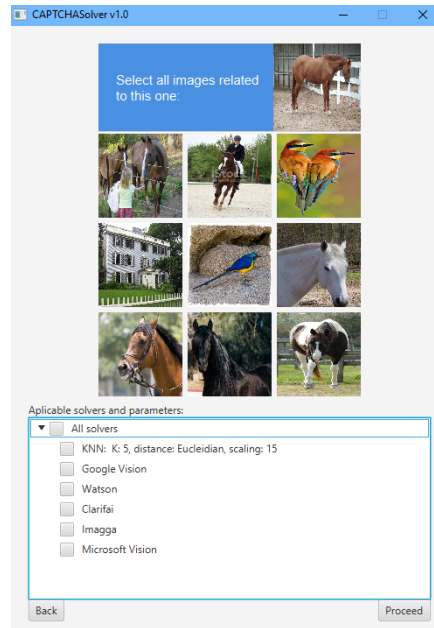 CAPTCHASolver v1.0
Select all images related
to this one:
iStock
Aplicable solvers and parameters:
All solvers
KNN: K: 5, distance: Eucleidian, scaling: 15
Google Vision
Watson
Clarifai
Imagga
Microsoft Vision
Back
Proceed